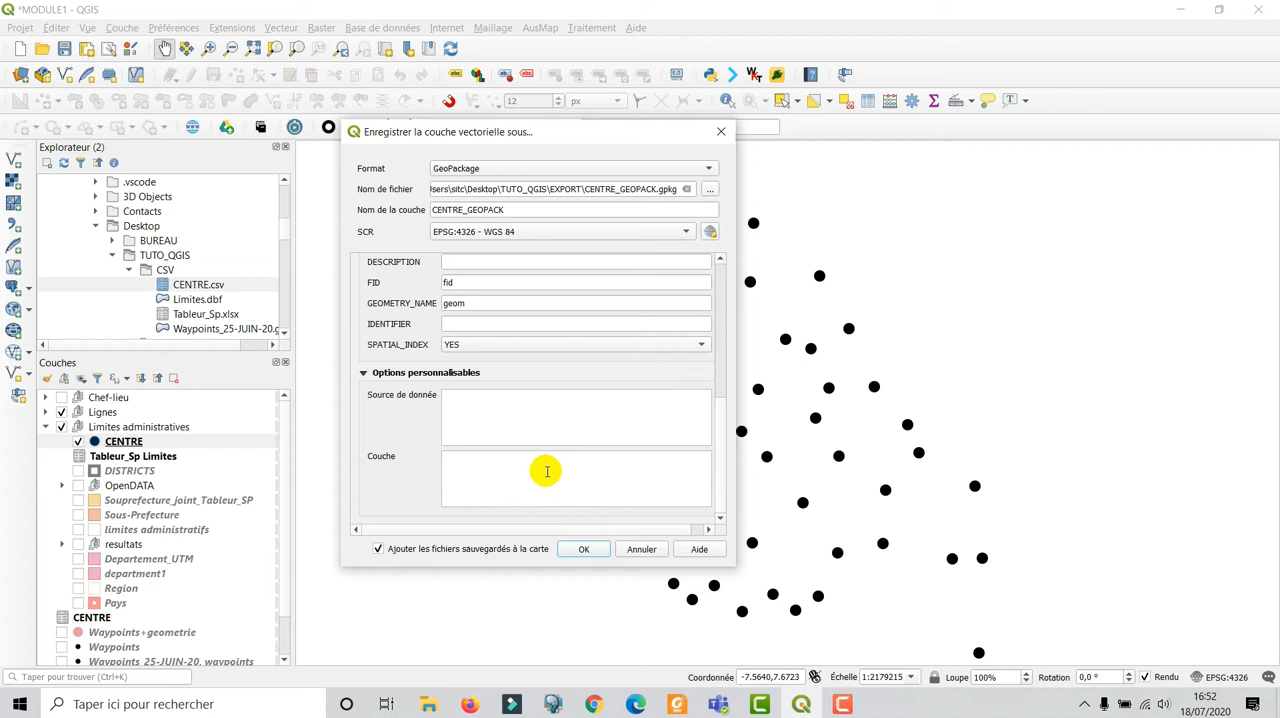 *MODULE1 - QGIS
Projet Éditer Vue Couche Préférences Extensions Vecteur Raster Base de données Internet Maillage AusMap Traitement Aide
12 px
Explorateur (2)
.vscode
3D Objects
Contacts
Desktop
BUREAU
TUTO_QGIS
CSV
CENTRE.csv
Limites.dbf
Tableur_Sp.xlsx
Waypoints_25-JUIN-20.g
Couches
Chef-lieu
Lignes
Limites administratives
CENTRE
Tableur_Sp Limites
DISTRICTS
OpenDATA
Souprefecture_joint_Tableur_SP
Sous-Prefecture
limites administratifs
resultats
Departement_UTM
department1
Region
Pays
CENTRE
Waypoints+geometrie
Waypoints
Waypoints_25-JUIN-20, waypoints
Enregistrer la couche vectorielle sous...
Format GeoPackage
Nom de fichier Jsers\sitc\Desktop\TUTO_QGIS\EXPORT\CENTRE_GEOPACK.gpkg ...
Nom de la couche CENTRE_GEOPACK
SCR EPSG:4326 - WGS 84
DESCRIPTION
FID fid
GEOMETRY_NAME geom
IDENTIFIER
SPATIAL_INDEX YES
Options personnalisables
Source de donnée
Couche
Ajouter les fichiers sauvegardés à la carte OK Annuler Aide
Taper pour trouver (Ctrl+K) Coordonnée -7.5640,7.6723 Échelle 1:2179215 Loupe 100% Rotation 0,0 ° Rendu EPSG:4326
Taper ici pour rechercher
16:52
18/07/2020